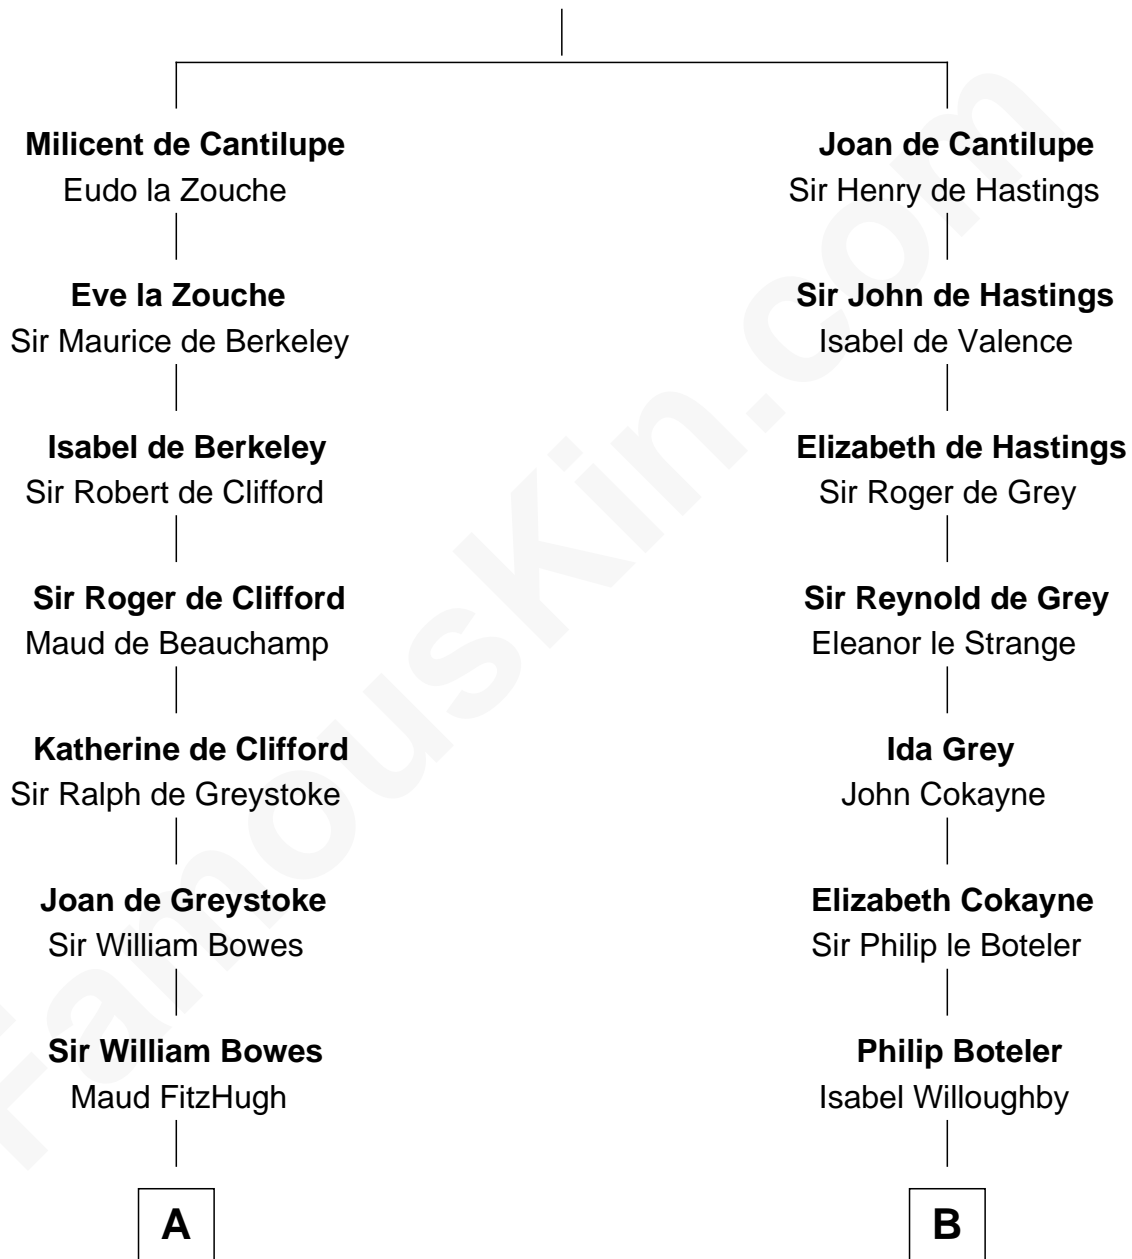 Milicent de Cantilupe
Eudo la Zouche
Eve la Zouche
Sir Maurice de Berkeley
Isabel de Berkeley
Sir Robert de Clifford
Sir Roger de Clifford
Maud de Beauchamp
Katherine de Clifford
Sir Ralph de Greystoke
Joan de Greystoke
Sir William Bowes
Sir William Bowes
Maud FitzHugh
A
Joan de Cantilupe
Sir Henry de Hastings
Sir John de Hastings
Isabel de Valence
Elizabeth de Hastings
Sir Roger de Grey
Sir Reynold de Grey
Eleanor le Strange
Ida Grey
John Cokayne
Elizabeth Cokayne
Sir Philip le Boteler
Philip Boteler
Isabel Willoughby
B
FamousKin.com